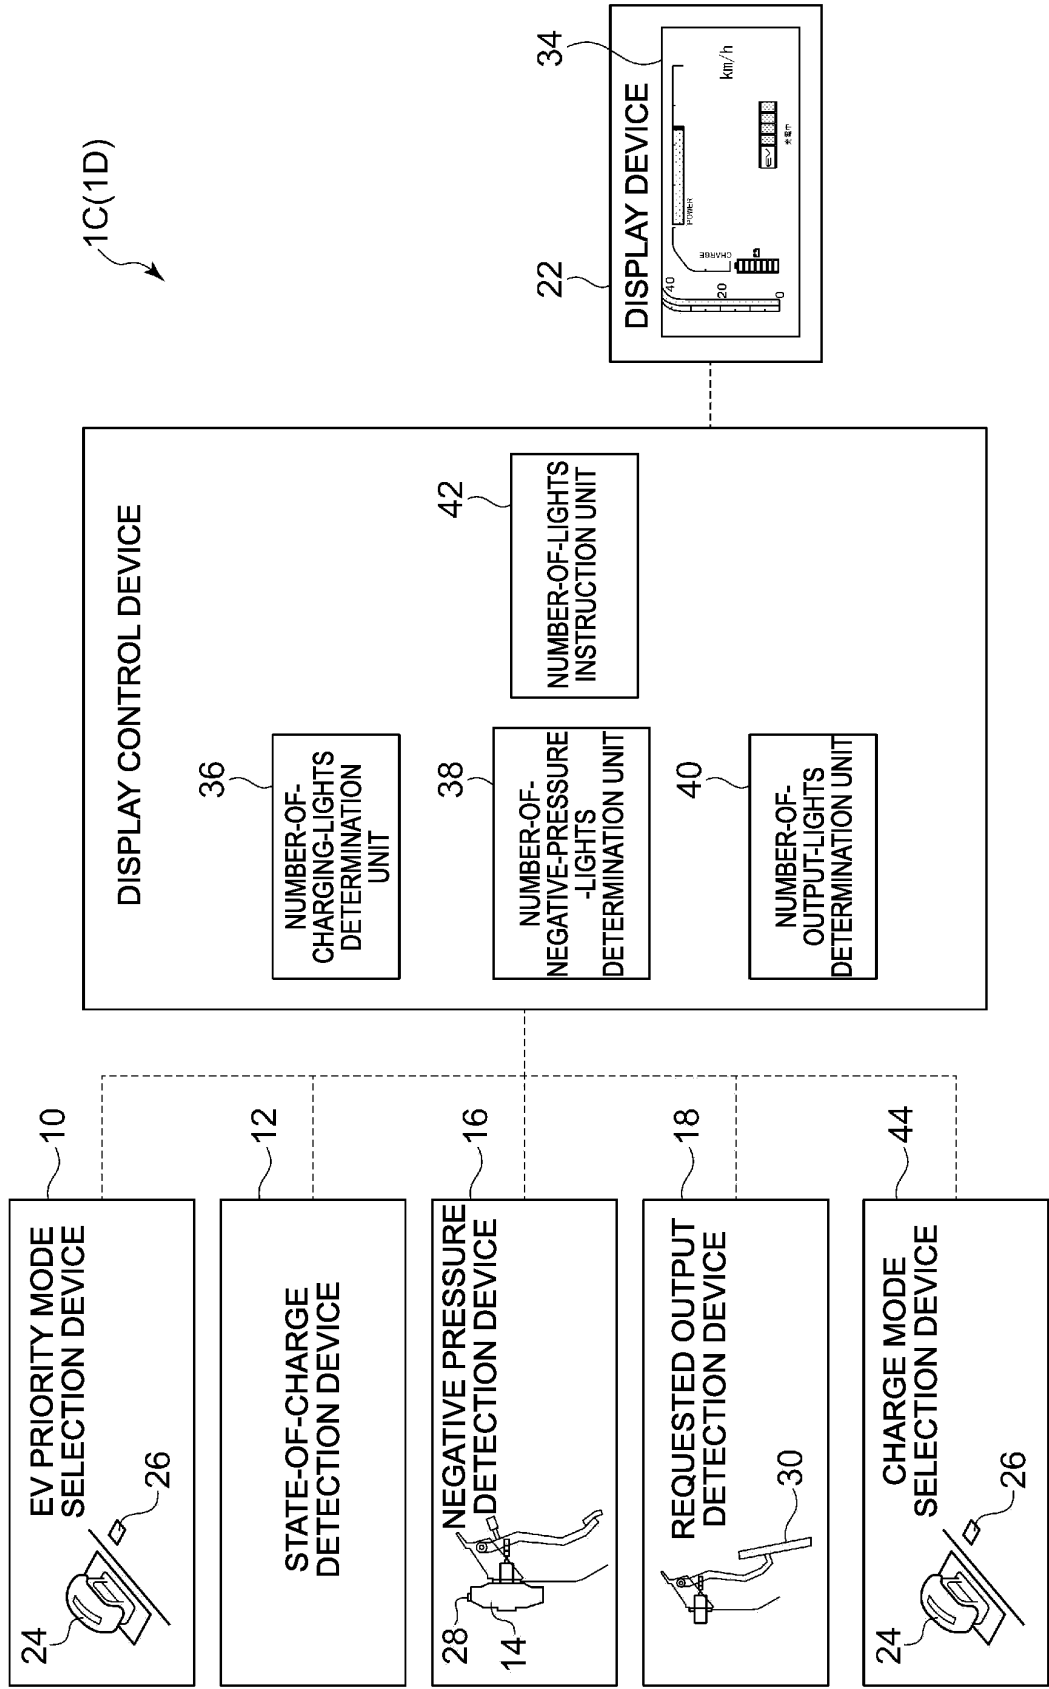 1C(1D)
EV PRIORITY MODE
SELECTION DEVICE
10
24
26
STATE-OF-CHARGE
DETECTION DEVICE
12
NEGATIVE PRESSURE
DETECTION DEVICE
16
28
14
REQUESTED OUTPUT
DETECTION DEVICE
18
30
CHARGE MODE
SELECTION DEVICE
44
24
26
DISPLAY CONTROL DEVICE
36
NUMBER-OF-
CHARGING-LIGHTS
DETERMINATION
UNIT
38
NUMBER-OF-
NEGATIVE-PRESSURE
-LIGHTS
DETERMINATION UNIT
40
NUMBER-OF-
OUTPUT-LIGHTS
DETERMINATION UNIT
42
NUMBER-OF-LIGHTS
INSTRUCTION UNIT
22
DISPLAY DEVICE
34
40
20
0
CHARGE
POWER
km/h
EV
充電中